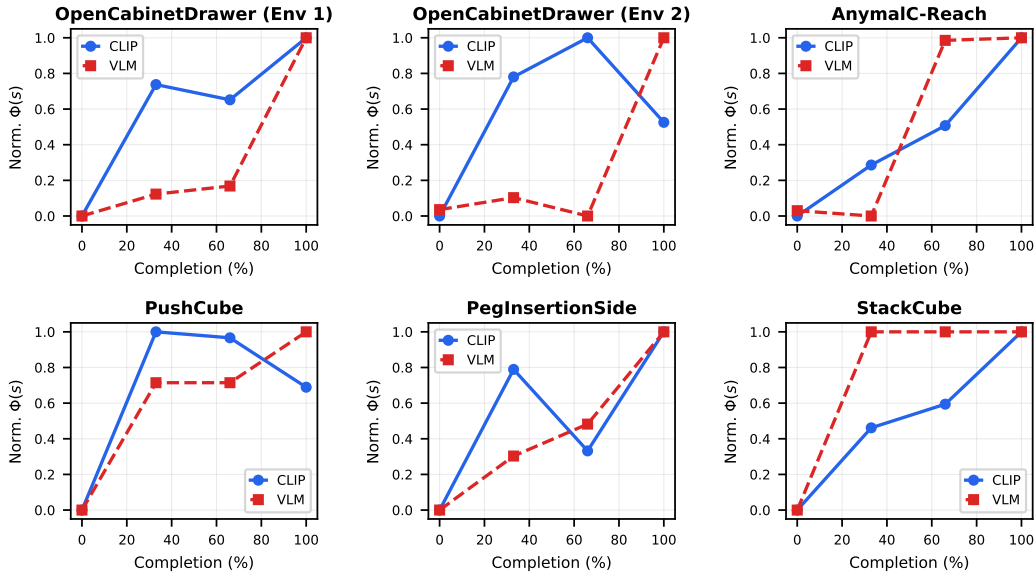 OpenCabinetDrawer (Env 1)
Norm. Φ(s)
1.0
0.8
0.6
0.4
0.2
0.0
CLIP
VLM
0 20 40 60 80 100
Completion (%)
OpenCabinetDrawer (Env 2)
Norm. Φ(s)
1.0
0.8
0.6
0.4
0.2
0.0
CLIP
VLM
0 20 40 60 80 100
Completion (%)
AnymalC-Reach
Norm. Φ(s)
1.0
0.8
0.6
0.4
0.2
0.0
CLIP
VLM
0 20 40 60 80 100
Completion (%)
PushCube
Norm. Φ(s)
1.0
0.8
0.6
0.4
0.2
0.0
CLIP
VLM
0 20 40 60 80 100
Completion (%)
PegInsertionSide
Norm. Φ(s)
1.0
0.8
0.6
0.4
0.2
0.0
CLIP
VLM
0 20 40 60 80 100
Completion (%)
StackCube
Norm. Φ(s)
1.0
0.8
0.6
0.4
0.2
0.0
CLIP
VLM
0 20 40 60 80 100
Completion (%)